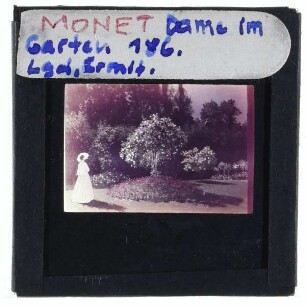 MONET Dame im
Garten 186.
Lgd, Ermit.